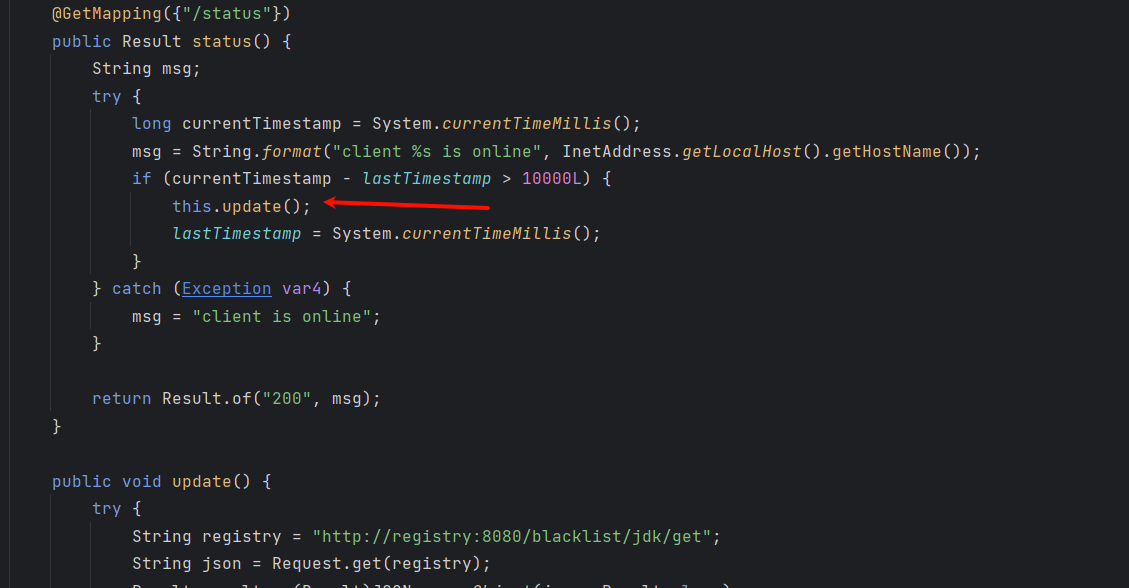 @GetMapping({"/status"})
public Result status() {
    String msg;
    try {
        long currentTimestamp = System.currentTimeMillis();
        msg = String.format("client %s is online", InetAddress.getLocalHost().getHostName());
        if (currentTimestamp - lastTimestamp > 10000L) {
            this.update();
            lastTimestamp = System.currentTimeMillis();
        }
    } catch (Exception var4) {
        msg = "client is online";
    }

    return Result.of("200", msg);
}

public void update() {
    try {
        String registry = "http://registry:8080/blacklist/jdk/get";
        String json = Request.get(registry);